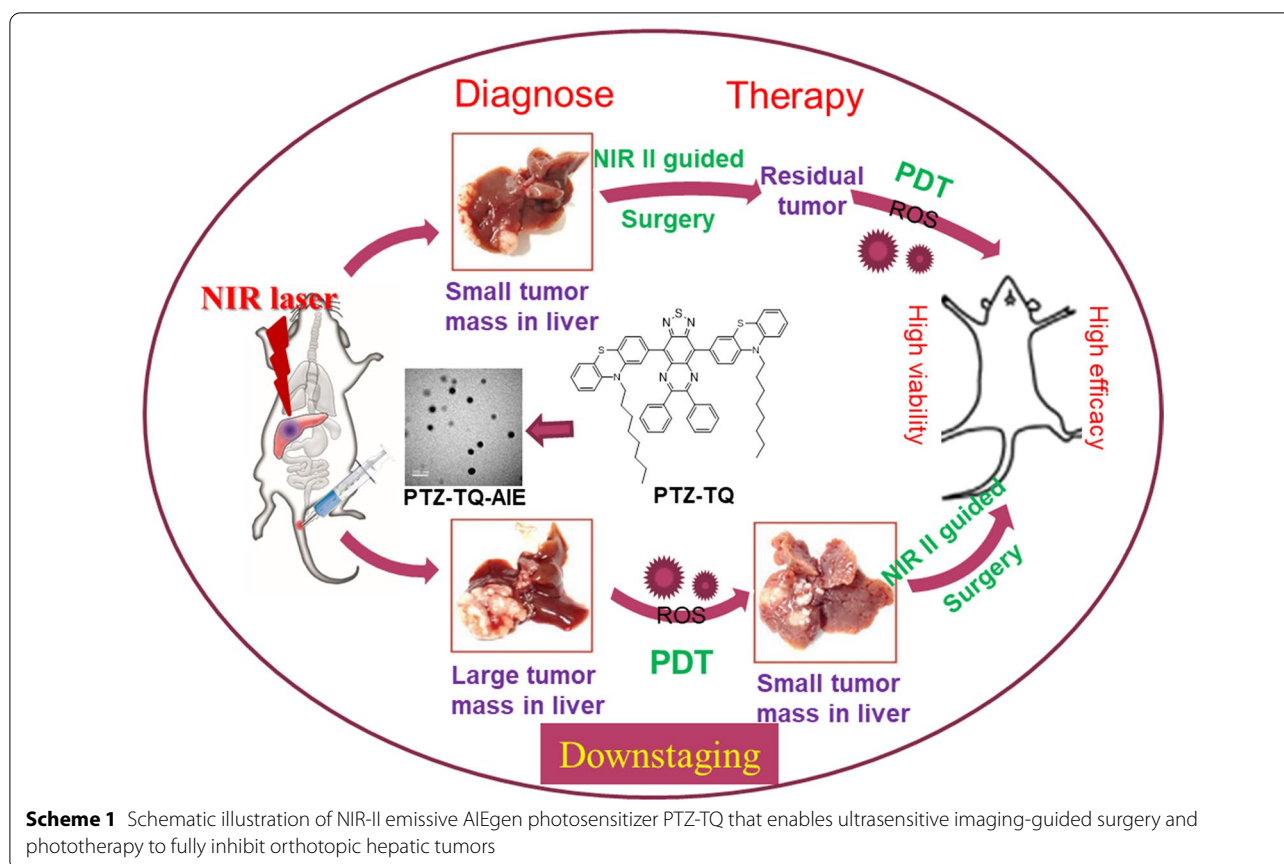 Diagnose
Therapy
NIR II guided
Surgery
Residual
tumor
PDT
ROS
Small tumor
mass in liver
NIR laser
PTZ-TQ-AIE
S
N
N
S
N
N
N
S
N
PTZ-TQ
High viability
High efficacy
Large tumor
mass in liver
ROS
PDT
Small tumor
mass in liver
NIR II guided
Surgery
Downstaging
Scheme 1 Schematic illustration of NIR-II emissive AIEgen photosensitizer PTZ-TQ that enables ultrasensitive imaging-guided surgery and
phototherapy to fully inhibit orthotopic hepatic tumors